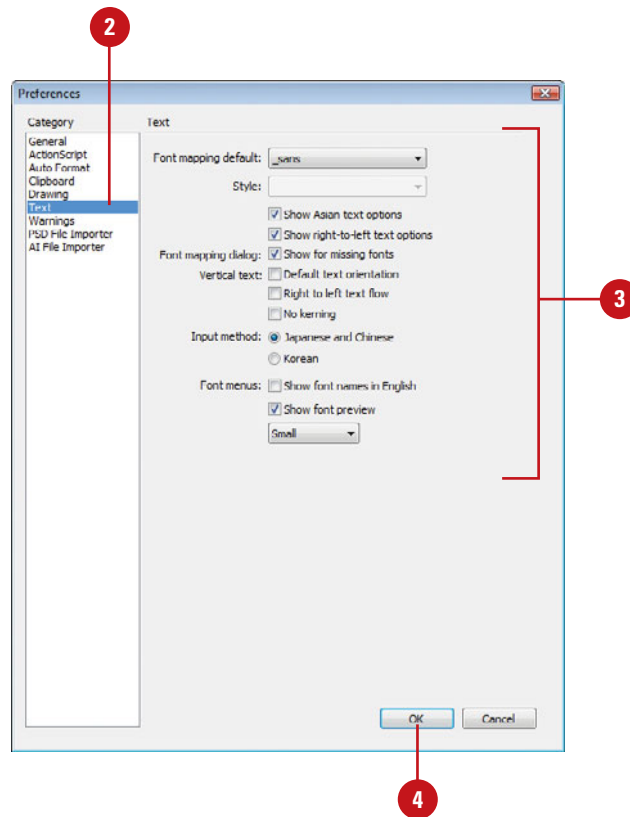 2
Preferences
Category
Text
General
ActionScript
Auto Format
Clipboard
Drawing
Text
Warnings
PSD File Importer
AI File Importer
Font mapping default: _sans
Style:
Show Asian text options
Show right-to-left text options
Font mapping dialog: Show for missing fonts
Vertical text: Default text orientation
Right to left text flow
No kerning
Input method: Japanese and Chinese
Korean
Font menus: Show font names in English
Show font preview
Small
3
OK Cancel
4